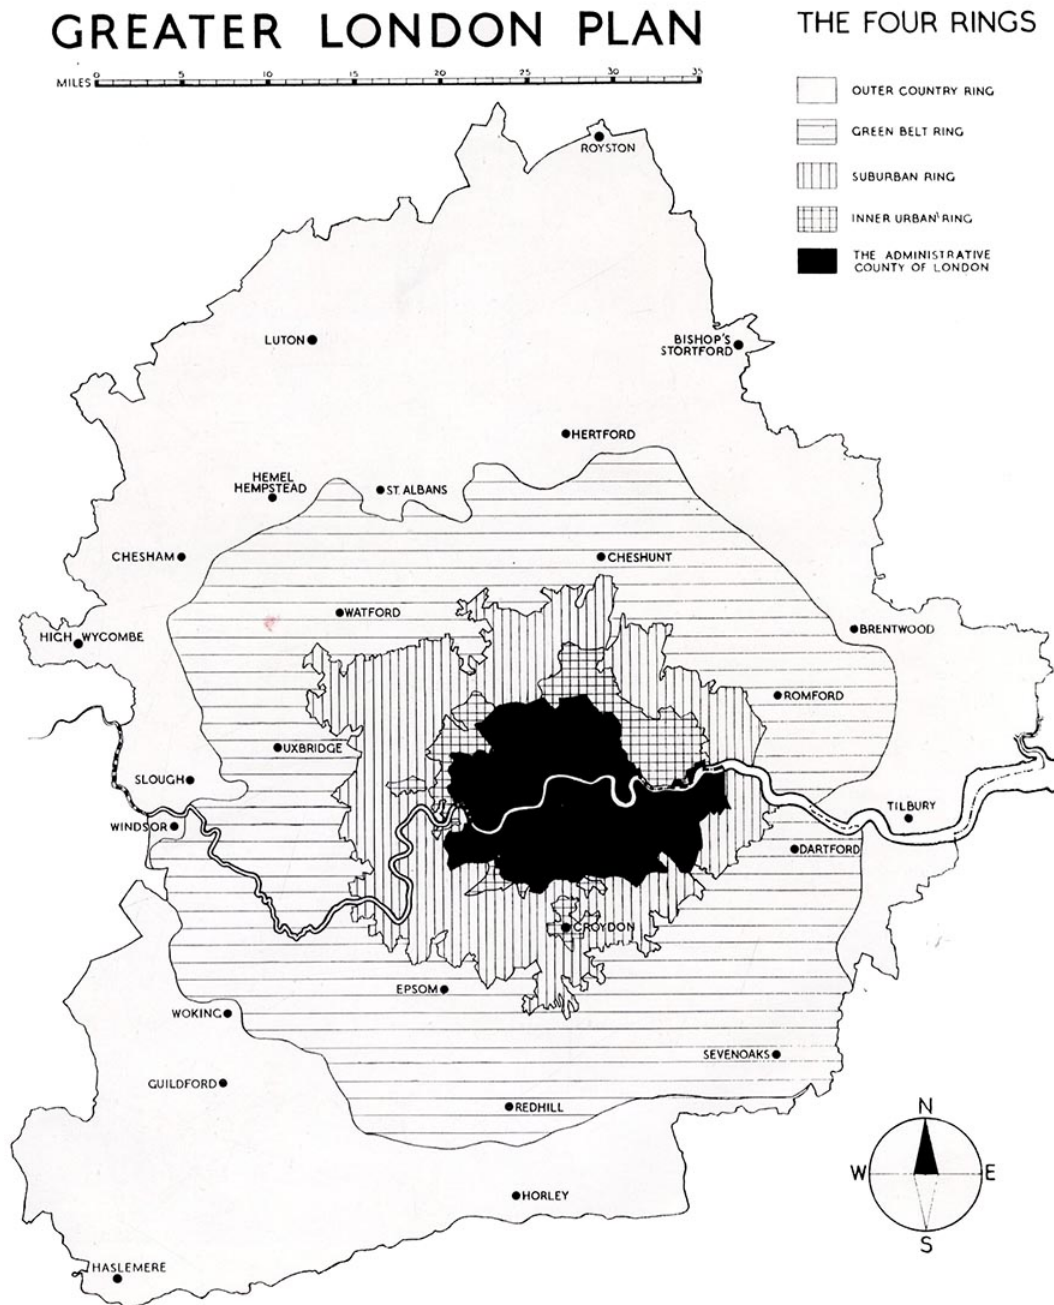 GREATER LONDON PLAN
THE FOUR RINGS
MILES 0 5 10 15 20 25 30 35
OUTER COUNTRY RING
GREEN BELT RING
SUBURBAN RING
INNER URBAN RING
THE ADMINISTRATIVE
COUNTY OF LONDON
ROYSTON
LUTON
BISHOP'S
STORTFORD
HERTFORD
HEMEL
HEMPSTEAD
ST. ALBANS
CHESHAM
CHESHUNT
WATFORD
HIGH WYCOMBE
BRENTWOOD
ROMFORD
UXBRIDGE
SLOUGH
TILBURY
WINDSOR
DARTFORD
CROYDON
EPSOM
WOKING
SEVENOAKS
GUILDFORD
REDHILL
N
W E
S
HORLEY
HASLEMERE